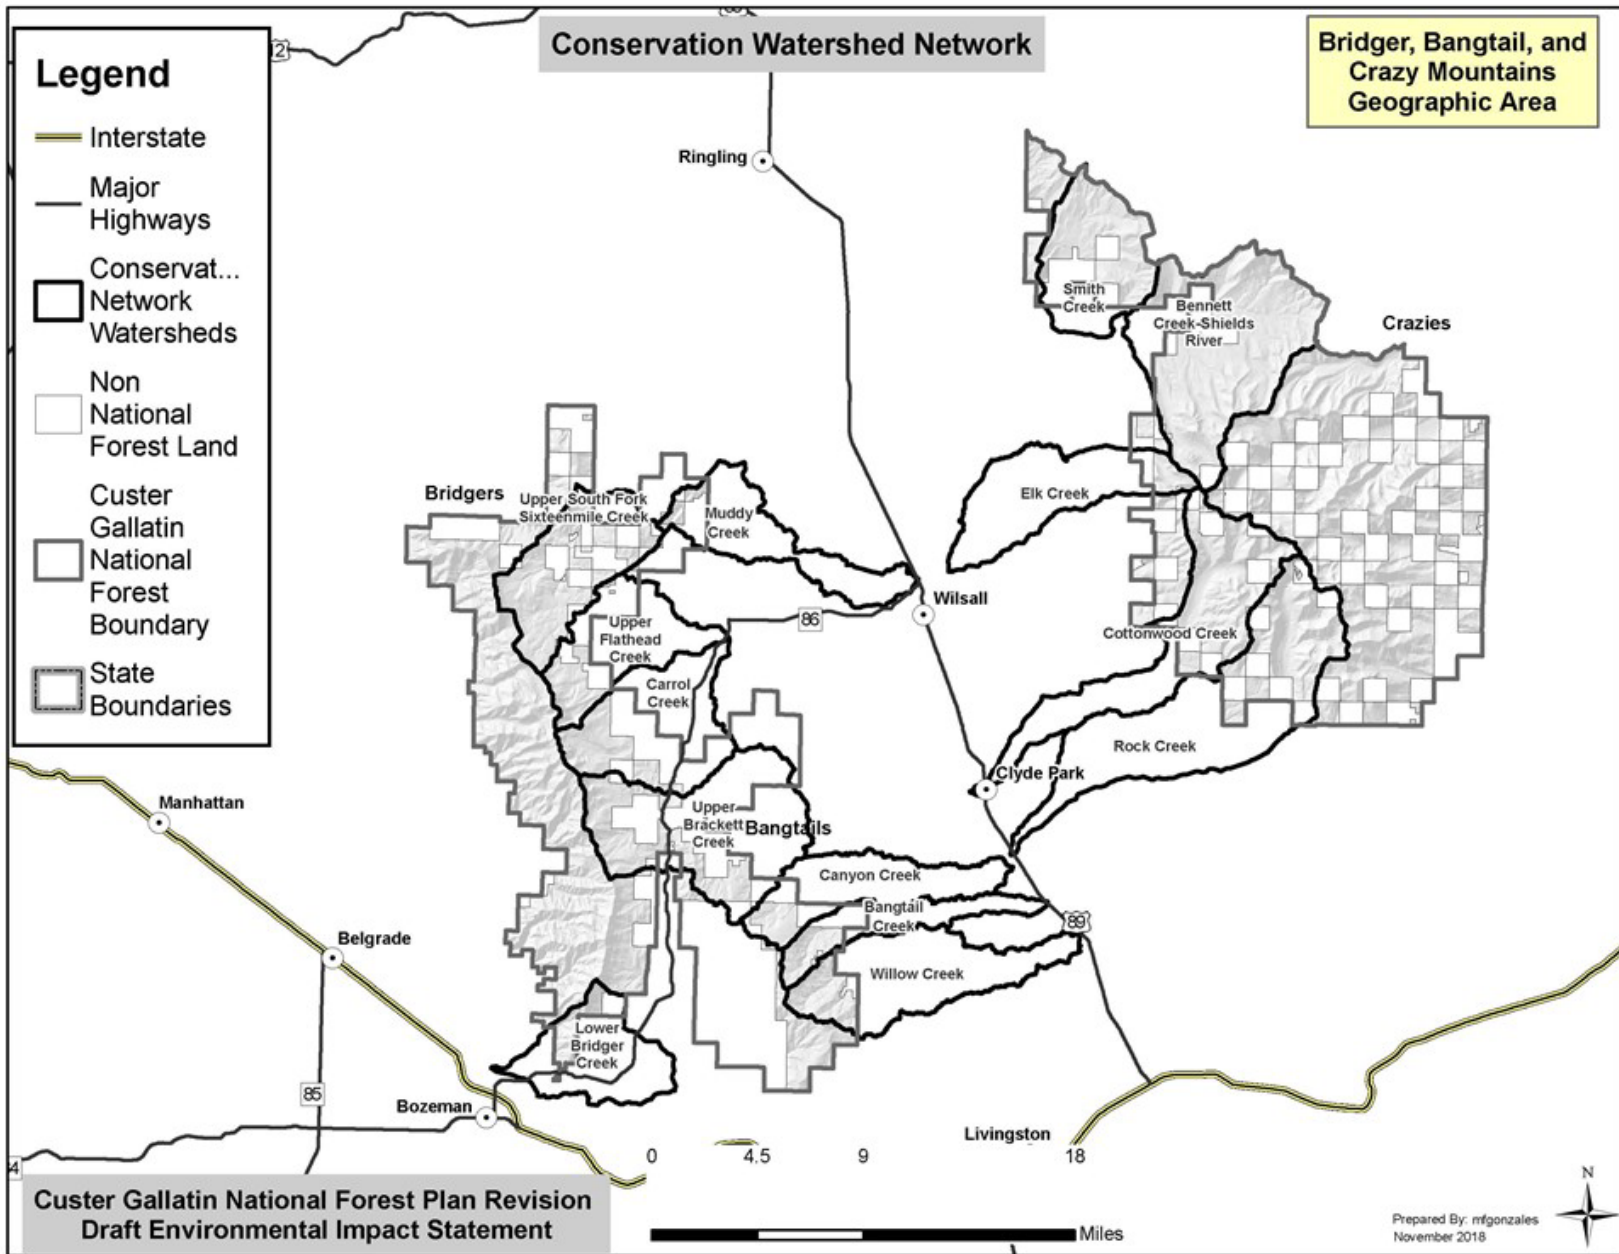 Conservation Watershed Network
Bridger, Bangtail, and
Crazy Mountains
Geographic Area
Legend
Interstate
Major
Highways
Conservat...
Network
Watersheds
Non
National
Forest Land
Custer
Gallatin
National
Forest
Boundary
State
Boundaries
Ringling
Smith
Creek
Bennett
Creek-Shields
River
Crazies
Bridgers
Upper South Fork
Sixteenmile Creek
Muddy
Creek
Elk Creek
Wilsall
86
Upper
Flathead
Creek
Cottonwood Creek
Carrol
Creek
Rock Creek
Clyde Park
Manhattan
Upper
Brackett
Creek
Bangtails
Canyon Creek
Bangtail
Creek
89
Belgrade
Willow Creek
Lower
Bridger
Creek
85
Bozeman
Livingston
0 4.5 9 18
Miles
Custer Gallatin National Forest Plan Revision
Draft Environmental Impact Statement
N
Prepared By: mfgonzales
November 2018